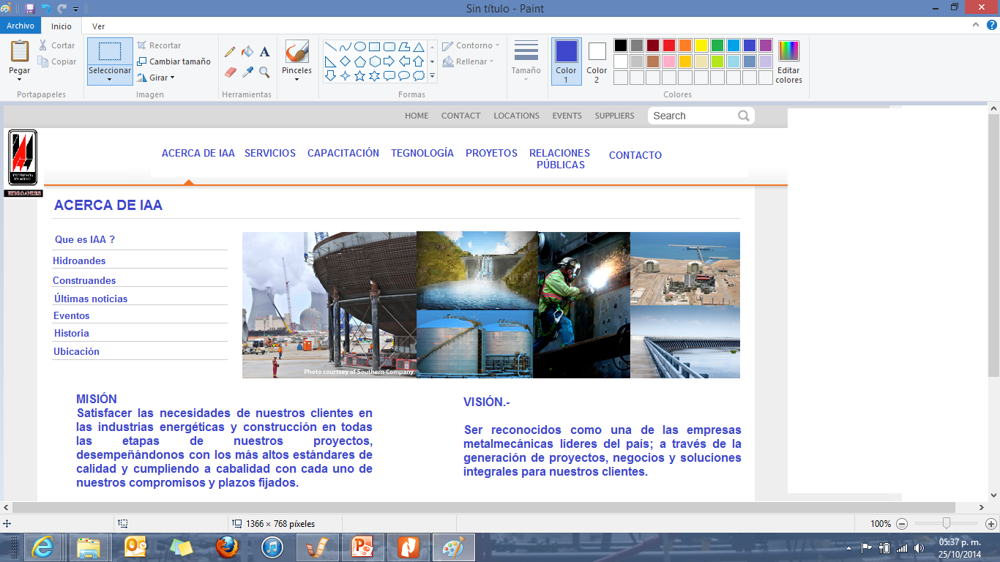 Sin título - Paint
Archivo Inicio Ver
Pegar
Cortar
Copiar
Portapapeles
Seleccionar
Recortar
Cambiar tamaño
Girar
Imagen
A
Herramientas
Pinceles
Contorno
Rellenar
Formas
Tamaño
Color
1
Color
2
Editar
colores
Colores
HOME CONTACT LOCATIONS EVENTS SUPPLIERS Search
EXCELENCIA
EN ACERO
HIDROANDES
ACERCA DE IAA SERVICIOS CAPACITACIÓN TEGNOLOGÍA PROYETOS RELACIONES
PÚBLICAS
CONTACTO
ACERCA DE IAA
Que es IAA ?
Hidroandes
Construandes
Últimas noticias
Eventos
Historia
Ubicación
Photo courtsey of Southern Company
MISIÓN
Satisfacer las necesidades de nuestros clientes en
las industrias energéticas y construcción en todas
las etapas de nuestros proyectos,
desempeñándonos con los más altos estándares de
calidad y cumpliendo a cabalidad con cada uno de
nuestros compromisos y plazos fijados.
VISIÓN.-
Ser reconocidos como una de las empresas
metalmecánicas líderes del país; a través de la
generación de proyectos, negocios y soluciones
integrales para nuestros clientes.
1366 × 768 píxeles
100%
05:37 p. m.
25/10/2014